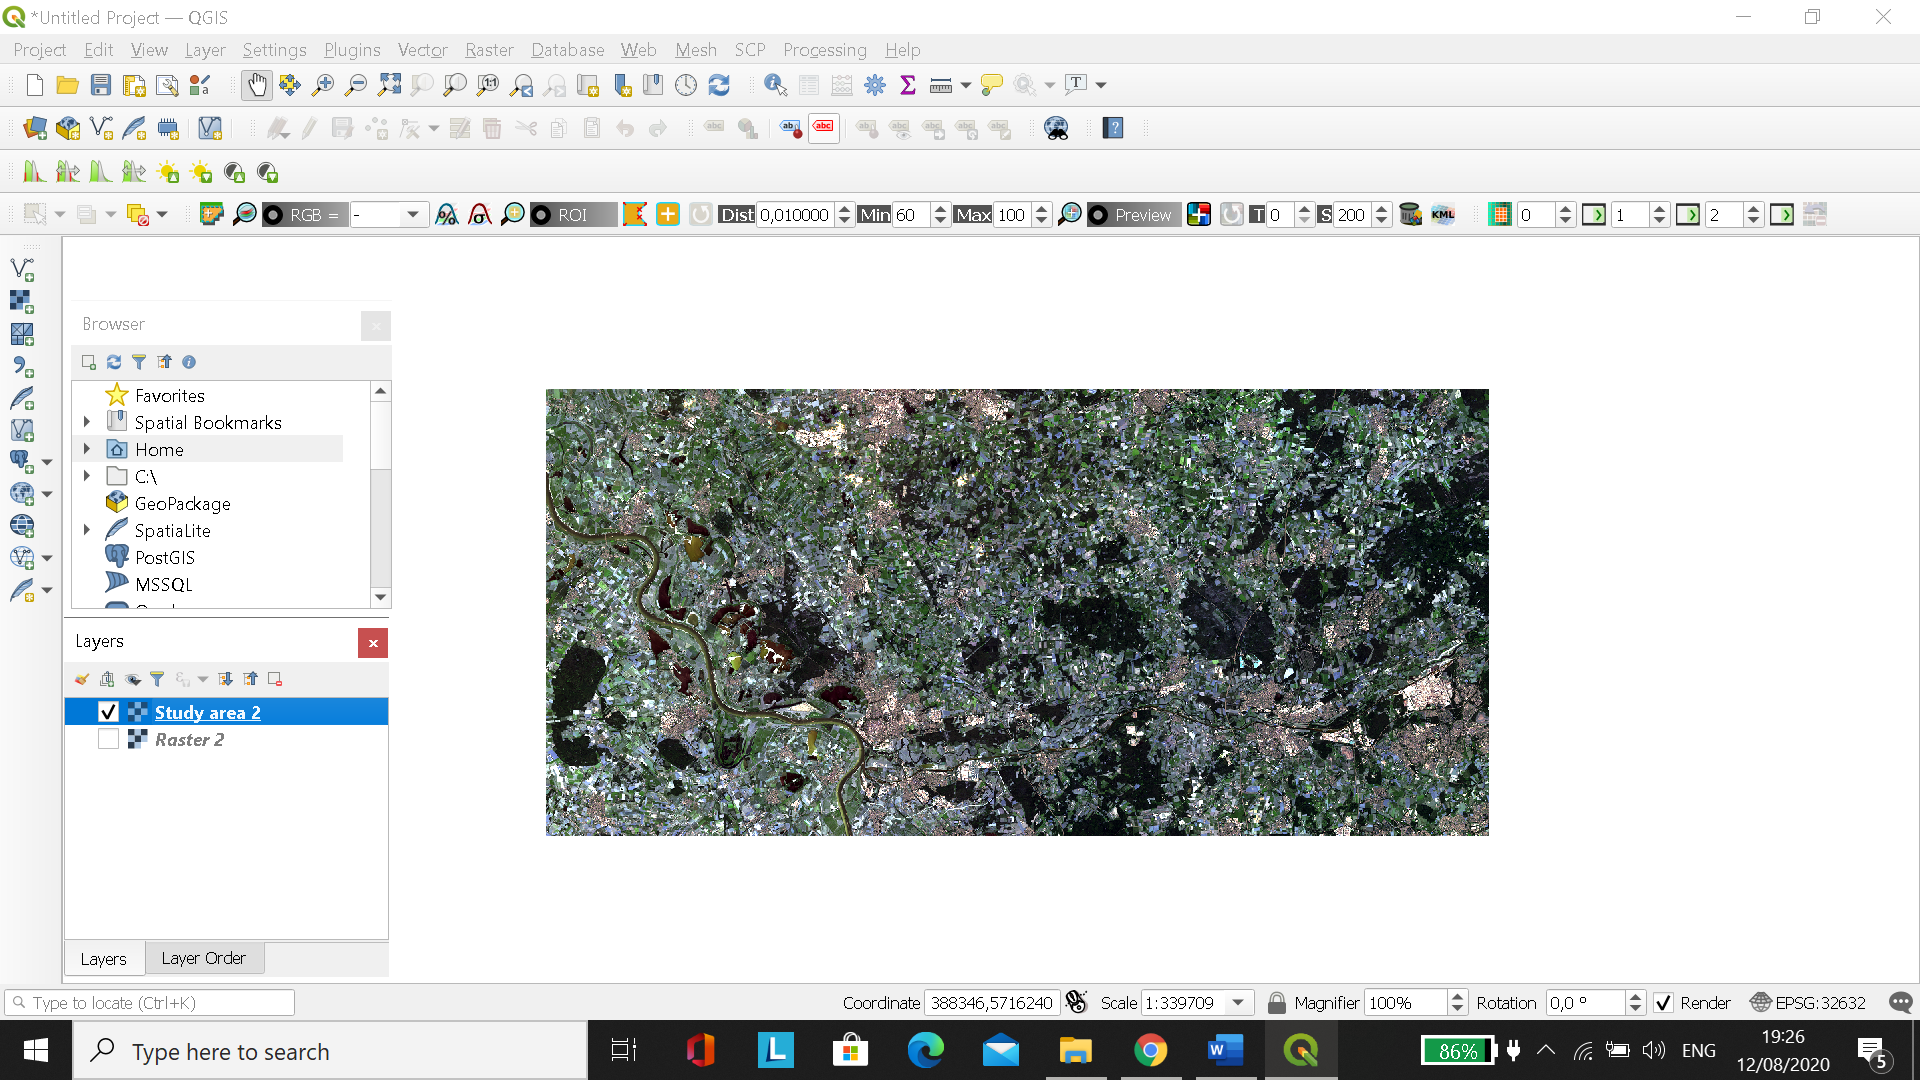 *Untitled Project — QGIS
Project Edit View Layer Settings Plugins Vector Raster Database Web Mesh SCP Processing Help
RGB = - ROI Dist 0,010000 Min 60 Max 100 Preview T 0 S 200 KML 0 1 2
Browser
Favorites
Spatial Bookmarks
Home
C:\
GeoPackage
SpatiaLite
PostGIS
MSSQL
Layers
Study area 2
Raster 2
Layers Layer Order
Type to locate (Ctrl+K) Coordinate 388346,5716240 Scale 1:339709 Magnifier 100% Rotation 0,0 ° Render EPSG:32632
Type here to search 86% ENG 19:26
12/08/2020 5